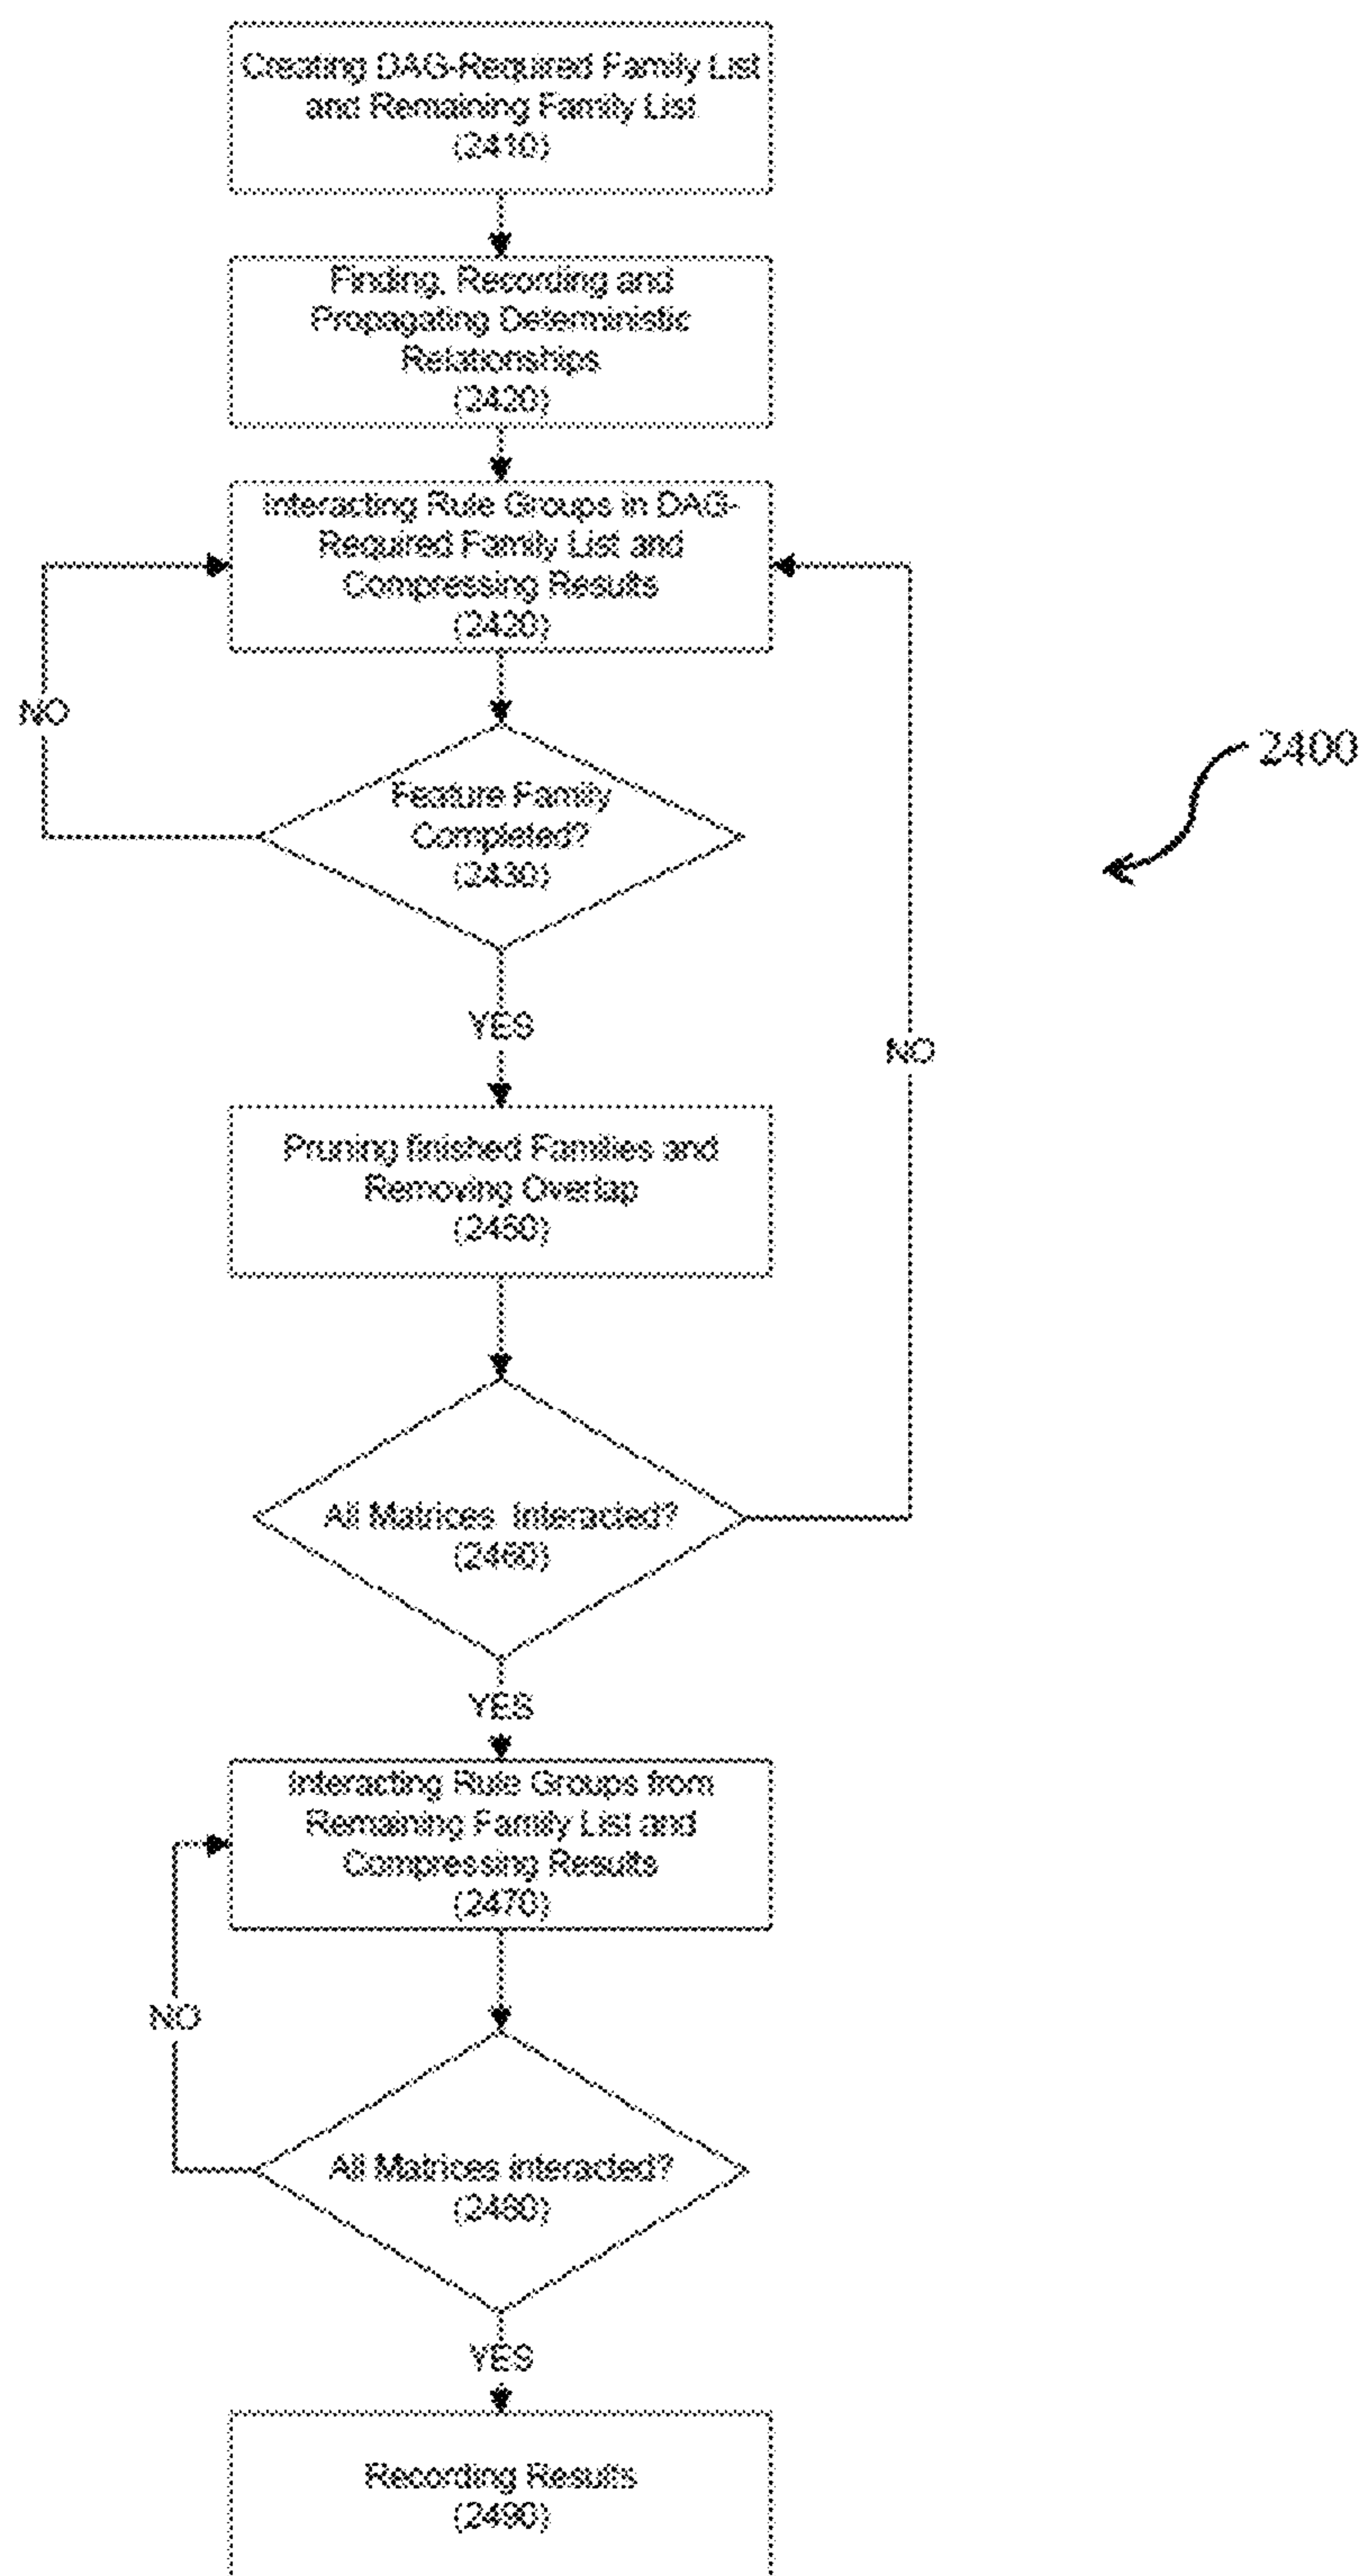 Creating DAG-Required Family List
and Remaining Family List
(2410)
Finding, Recording and
Propagating Deterministic
Relationships
(2420)
Interacting Rule Groups in DAG-
Required Family List and
Compressing Results
(2420)
NO
Feature Family
Completed?
(2430)
2400
YES
NO
Pruning finished Families and
Removing Overlap
(2450)
All Matrices Interacted?
(2460)
YES
Interacting Rule Groups from
Remaining Family List and
Compressing Results
(2470)
NO
All Matrices Interacted?
(2480)
YES
Recording Results
(2490)